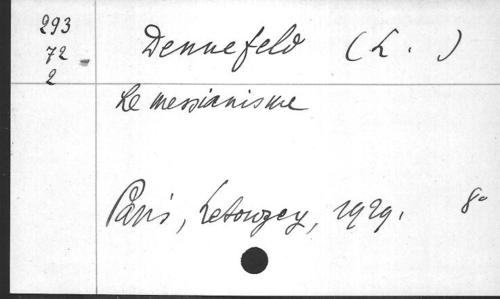 293
72
2
Dennefeld (L.)
Le messianisme
Paris, Letouzey, 1929. 8°